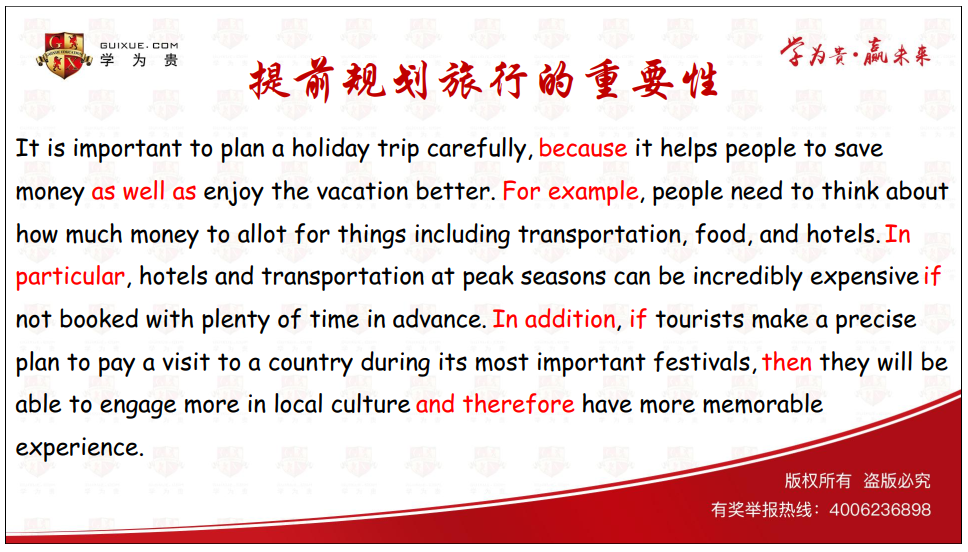 GUIXUE.COM
学为贵
学为贵·赢未来
提前规划旅行的重要性
It is important to plan a holiday trip carefully, because it helps people to save
money as well as enjoy the vacation better. For example, people need to think about
how much money to allot for things including transportation, food, and hotels. In
particular, hotels and transportation at peak seasons can be incredibly expensive if
not booked with plenty of time in advance. In addition, if tourists make a precise
plan to pay a visit to a country during its most important festivals, then they will be
able to engage more in local culture and therefore have more memorable
experience.
版权所有 盗版必究
有奖举报热线：4006236898